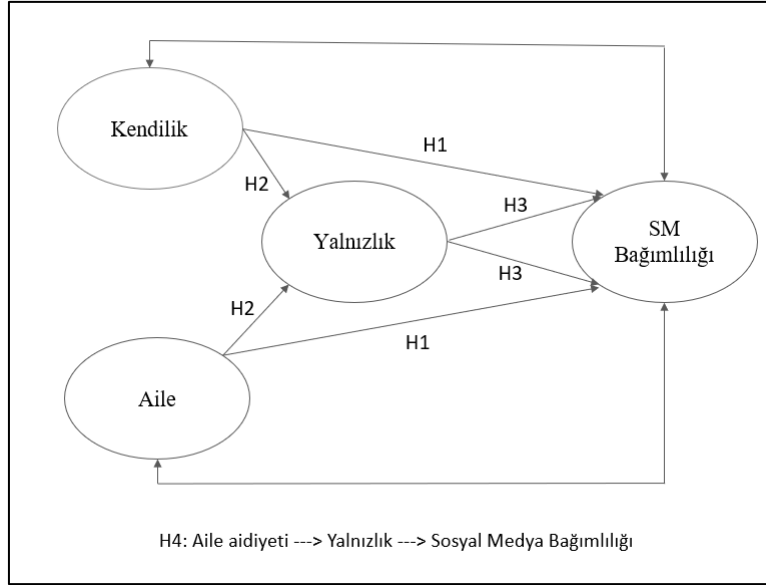 Kendilik
H1
H2
H3
Yalnızlık
SM
Bağımlılığı
H3
H2
H1
Aile
H4: Aile aidiyeti ---> Yalnızlık ---> Sosyal Medya Bağımlılığı